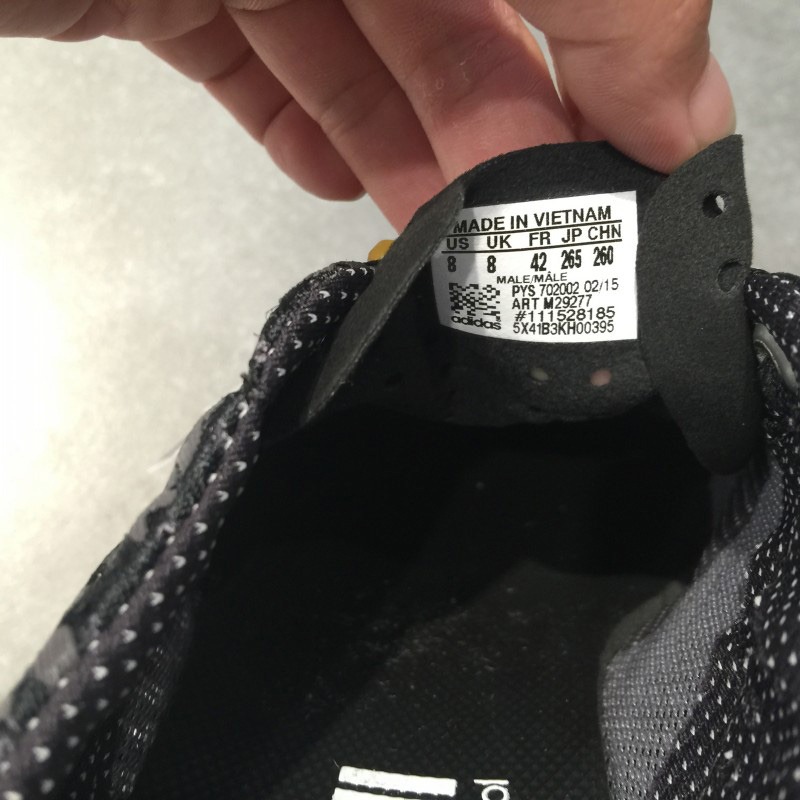 MADE IN VIETNAM
US UK FR JP CHN
8 8 42 265 260
MALE/MÂLE
PYS 702002 02/15
ART M29277
#111528185
adidas
5X41B3KH00395